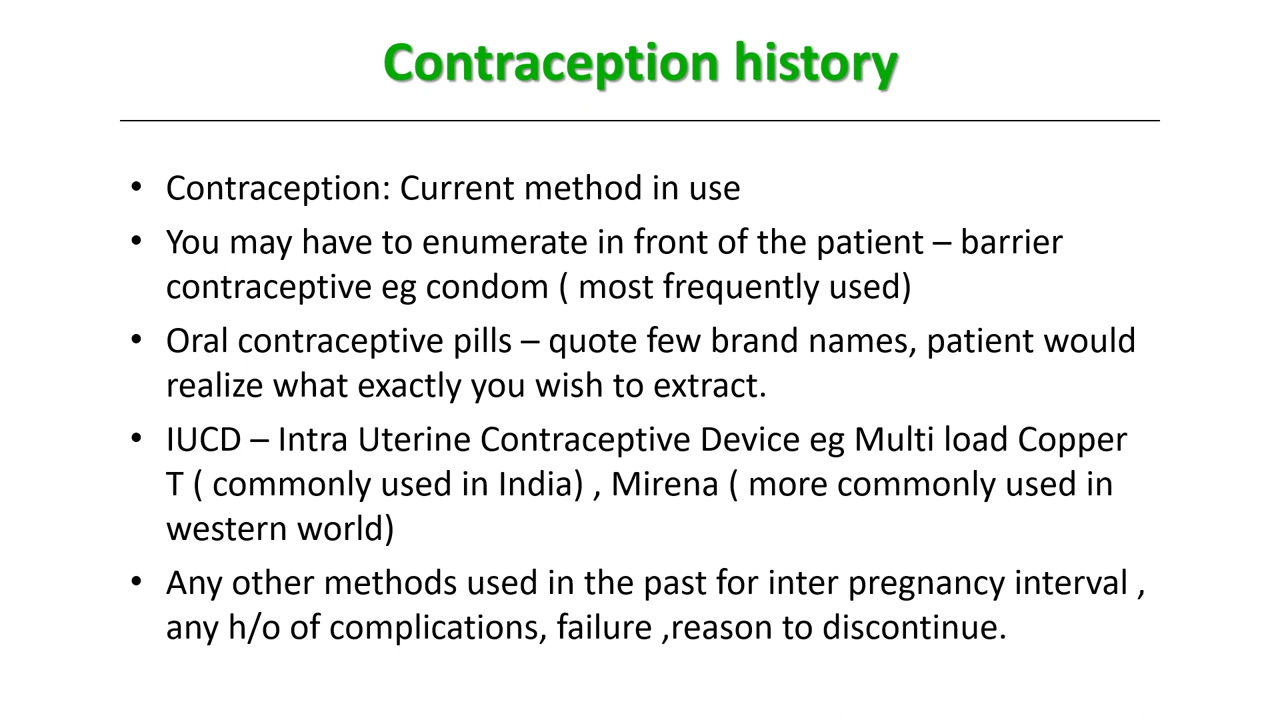 Contraception history
• Contraception: Current method in use
• You may have to enumerate in front of the patient – barrier
contraceptive eg condom ( most frequently used)
• Oral contraceptive pills – quote few brand names, patient would
realize what exactly you wish to extract.
• IUCD – Intra Uterine Contraceptive Device eg Multi load Copper
T ( commonly used in India) , Mirena ( more commonly used in
western world)
• Any other methods used in the past for inter pregnancy interval ,
any h/o of complications, failure ,reason to discontinue.